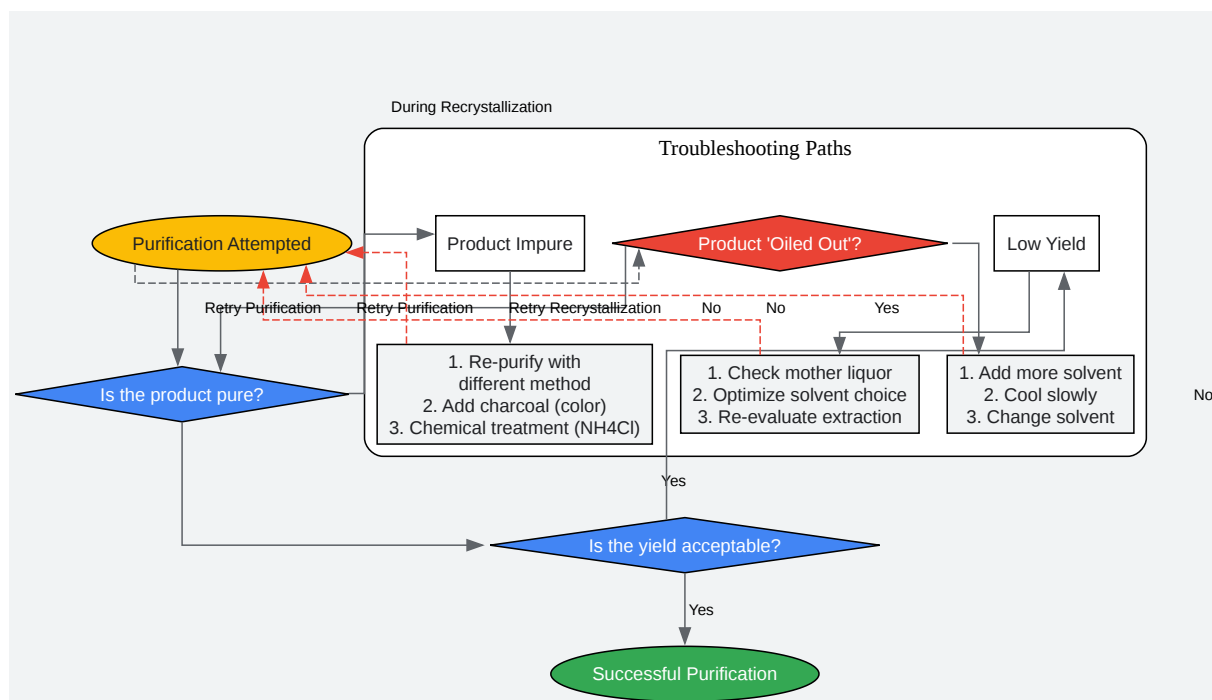 During Recrystallization
Troubleshooting Paths
Purification Attempted
Product Impure
Product 'Oiled Out'?
Low Yield
Retry Purification
Retry Purification
Retry Recrystallization
No
No
Yes
1. Re-purify with
different method
2. Add charcoal (color)
3. Chemical treatment (NH4Cl)
1. Check mother liquor
2. Optimize solvent choice
3. Re-evaluate extraction
1. Add more solvent
2. Cool slowly
3. Change solvent
Is the product pure?
No
Yes
Is the yield acceptable?
Yes
Successful Purification